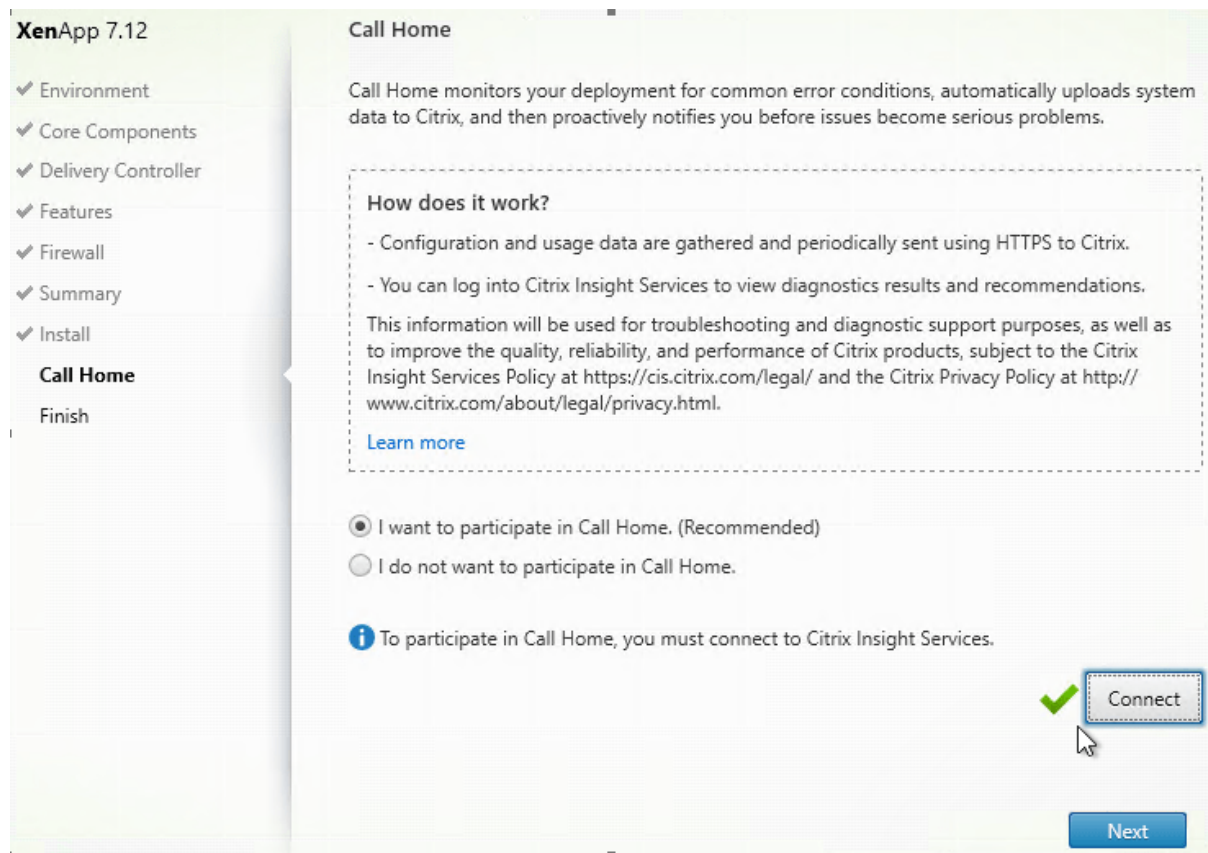 XenApp 7.12
Environment
Core Components
Delivery Controller
Features
Firewall
Summary
Install
Call Home
Finish
Call Home
Call Home monitors your deployment for common error conditions, automatically uploads system
data to Citrix, and then proactively notifies you before issues become serious problems.
How does it work?
- Configuration and usage data are gathered and periodically sent using HTTPS to Citrix.
- You can log into Citrix Insight Services to view diagnostics results and recommendations.
This information will be used for troubleshooting and diagnostic support purposes, as well as
to improve the quality, reliability, and performance of Citrix products, subject to the Citrix
Insight Services Policy at https://cis.citrix.com/legal/ and the Citrix Privacy Policy at http://
www.citrix.com/about/legal/privacy.html.
Learn more
I want to participate in Call Home. (Recommended)
I do not want to participate in Call Home.
To participate in Call Home, you must connect to Citrix Insight Services.
Connect
Next